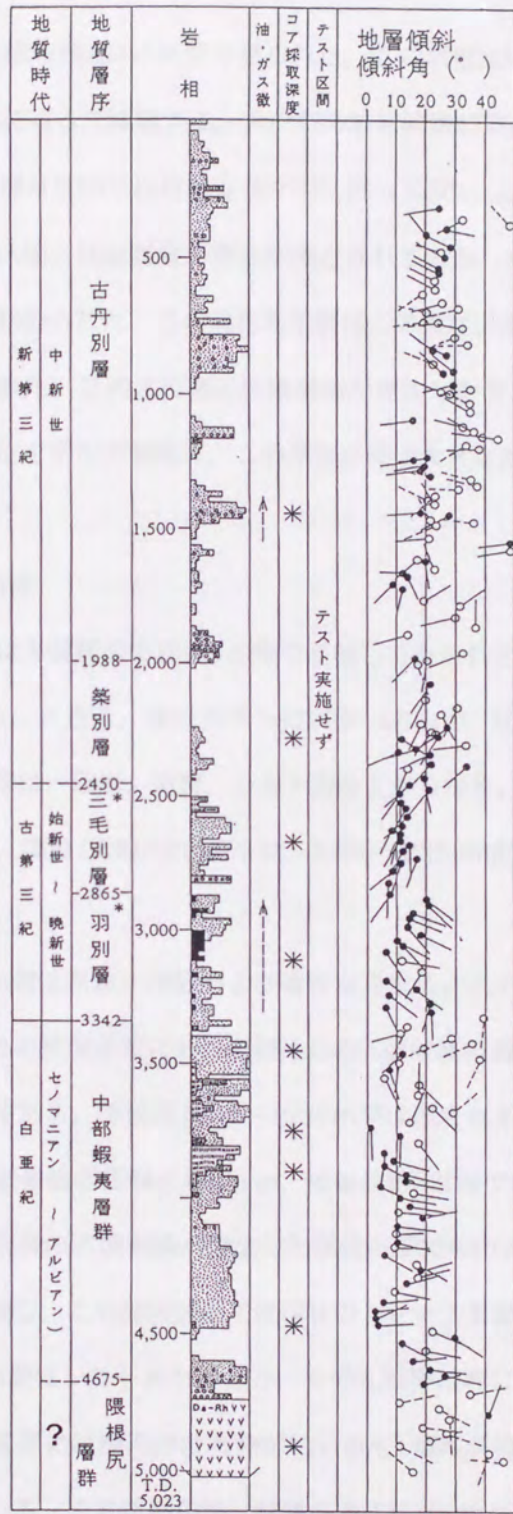 地質時代
地質層序
岩相
油・ガス徴
コア採取深度
テスト区間
地層傾斜
傾斜角(°)
0 10 20 30 40
新第三紀
中新世
古丹別層
500
1,000
1,500
1988
2,000
築別層
2450
2,500
三毛別層
*
テスト実施せず
古第三紀
始新世~晩新世
2865
*
羽別層
3,000
3342
3,500
白亜紀
セノマニアン~アルビアン
中部蝦夷層群
4,500
4675
?
隈根尻層群
Da-Rh V V
5,000
T.D.
5,023